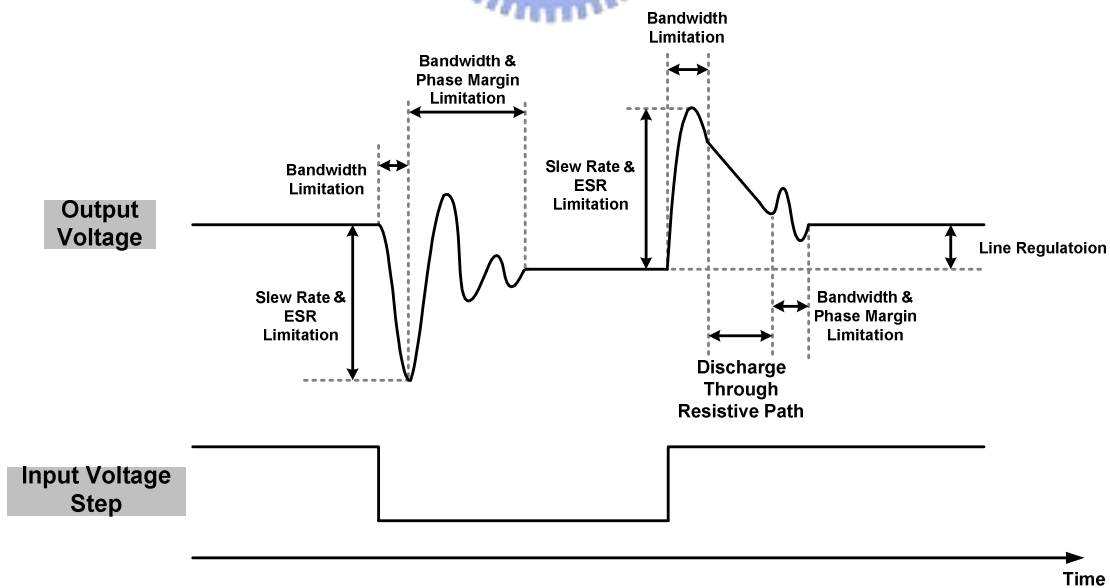 Bandwidth
Limitation
Bandwidth &
Phase Margin
Limitation
Bandwidth
Limitation
Slew Rate &
ESR
Limitation
Output
Voltage
Line Regulatoion
Slew Rate &
ESR
Limitation
Bandwidth &
Phase Margin
Limitation
Discharge
Through
Resistive Path
Input Voltage
Step
Time